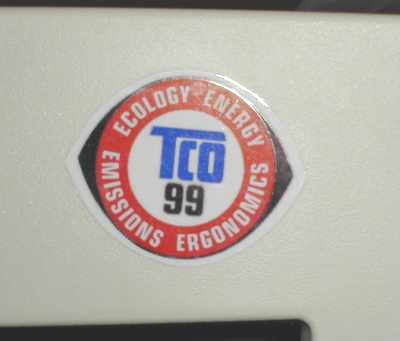 ECOLOGY ENERGY
TCO
99
EMISSIONS ERGONOMICS